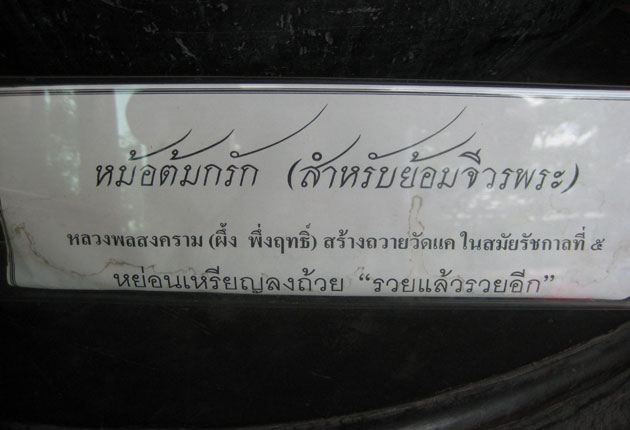 หม้อต้มกรัก (สำหรับย้อมจีวรพระ)
หลวงพลสงคราม (ผึ้ง พึ่งฤทธิ์) สร้างถวายวัดแค ในสมัยรัชกาลที่ ๕
หย่อนเหรียญลงถ้วย “รวยแล้วรวยอีก”